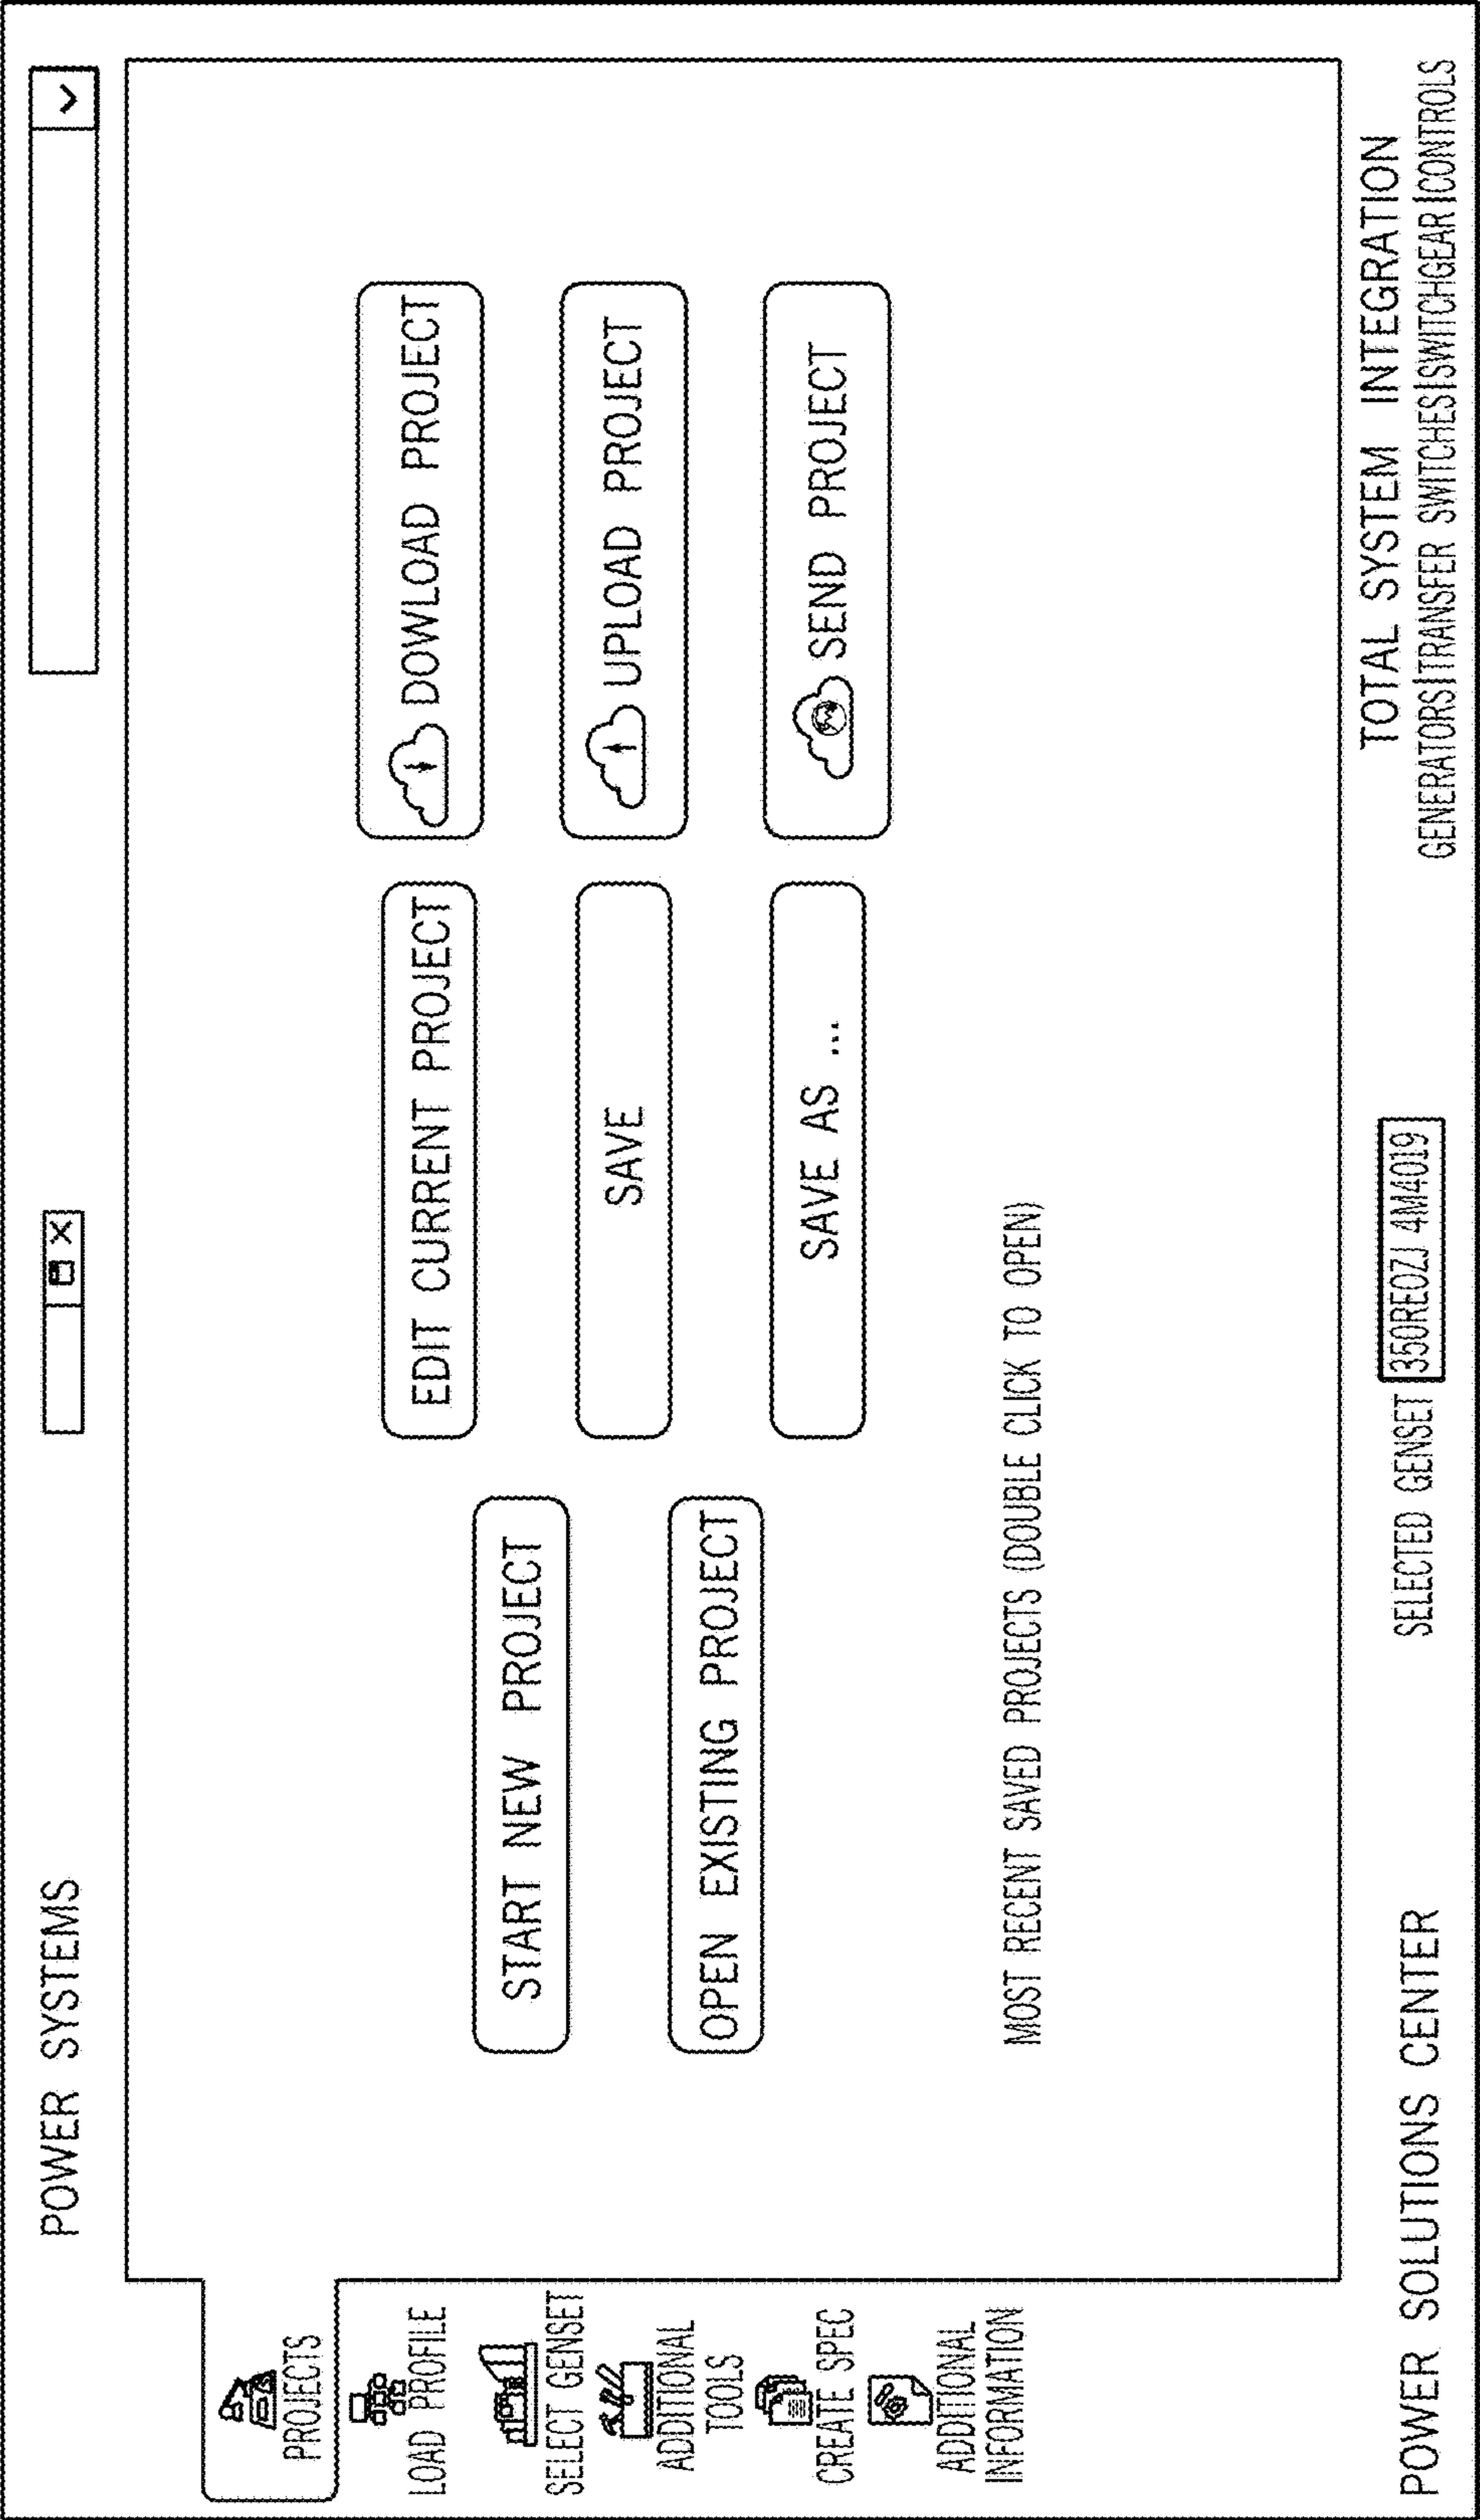 POWER SYSTEMS
PROJECTS
LOAD PROFILE
SELECT GENSET
ADDITIONAL
TOOLS
CREATE SPEC
ADDITIONAL
INFORMATION
START NEW PROJECT
OPEN EXISTING PROJECT
EDIT CURRENT PROJECT
SAVE
SAVE AS ...
DOWLOAD PROJECT
UPLOAD PROJECT
SEND PROJECT
MOST RECENT SAVED PROJECTS (DOUBLE CLICK TO OPEN)
POWER SOLUTIONS CENTER
SELECTED GENSET 350REOZJ 4M4019
TOTAL SYSTEM INTEGRATION
GENERATORS|TRANSFER SWITCHES|SWITCHGEAR|CONTROLS